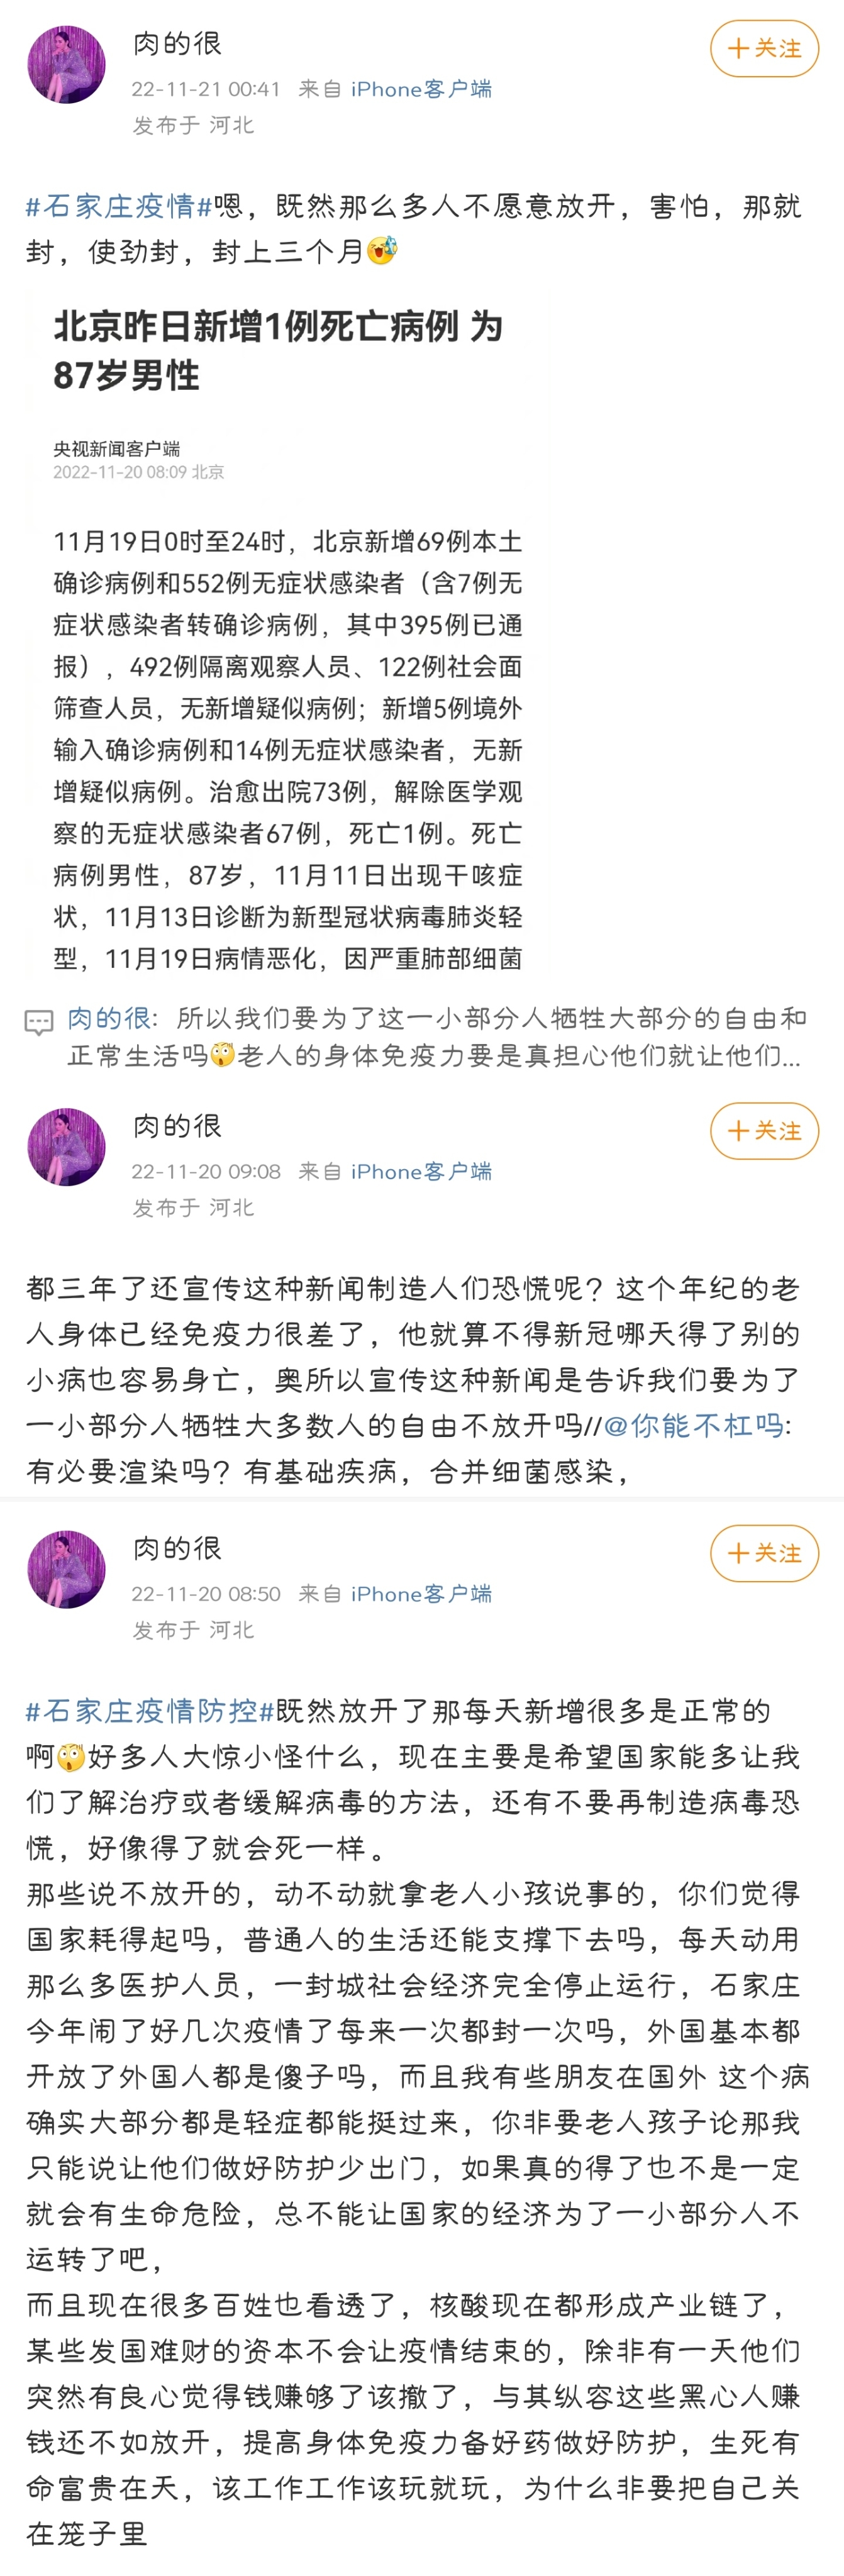 肉的很
+关注
22-11-21 00:41 来自 iPhone客户端
发布于 河北
#石家庄疫情#嗯，既然那么多人不愿意放开，害怕，那就
封，使劲封，封上三个月
北京昨日新增1例死亡病例 为
87岁男性
央视新闻客户端
2022-11-20 08:09 北京
11月19日0时至24时，北京新增69例本土
确诊病例和552例无症状感染者（含7例无
症状感染者转确诊病例，其中395例已通
报），492例隔离观察人员、122例社会面
筛查人员，无新增疑似病例；新增5例境外
输入确诊病例和14例无症状感染者，无新
增疑似病例。治愈出院73例，解除医学观
察的无症状感染者67例，死亡1例。死亡
病例男性，87岁，11月11日出现干咳症
状，11月13日诊断为新型冠状病毒肺炎轻
型，11月19日病情恶化，因严重肺部细菌
肉的很：所以我们要为了这一小部分人牺牲大部分的自由和
正常生活吗老人的身体免疫力要是真担心他们就让他们...
肉的很
+关注
22-11-20 09:08 来自 iPhone客户端
发布于 河北
都三年了还宣传这种新闻制造人们恐慌呢？这个年纪的老
人身体已经免疫力很差了，他就算不得新冠哪天得了别的
小病也容易身亡，奥所以宣传这种新闻是告诉我们要为了
一小部分人牺牲大多数人的自由不放开吗//@你能不杠吗:
有必要渲染吗？有基础疾病，合并细菌感染，
肉的很
+关注
22-11-20 08:50 来自 iPhone客户端
发布于 河北
#石家庄疫情防控#既然放开了那每天新增很多是正常的
啊好多人大惊小怪什么，现在主要是希望国家能多让我
们了解治疗或者缓解病毒的方法，还有不要再制造病毒恐
慌，好像得了就会死一样。
那些说不放开的，动不动就拿老人小孩说事的，你们觉得
国家耗得起吗，普通人的生活还能支撑下去吗，每天动用
那么多医护人员，一封城社会经济完全停止运行，石家庄
今年闹了好几次疫情了每来一次都封一次吗，外国基本都
开放了外国人都是傻子吗，而且我有些朋友在国外 这个病
确实大部分都是轻症都能挺过来，你非要老人孩子论那我
只能说让他们做好防护少出门，如果真的得了也不是一定
就会有生命危险，总不能让国家的经济为了一小部分人不
运转了吧，
而且现在很多百姓也看透了，核酸现在都形成产业链了，
某些发国难财的资本不会让疫情结束的，除非有一天他们
突然有良心觉得钱赚够了该撤了，与其纵容这些黑心人赚
钱还不如放开，提高身体免疫力备好药做好防护，生死有
命富贵在天，该工作工作该玩就玩，为什么非要把自己关
在笼子里